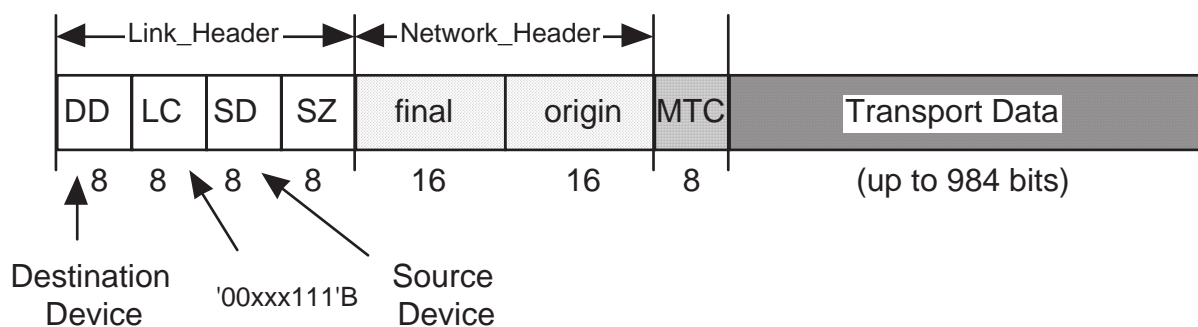 Link_Header Network_Header
DD LC SD SZ final origin MTC Transport Data
8 8 8 8 16 16 8 (up to 984 bits)
Destination Device
'00xxx111'B
Source Device